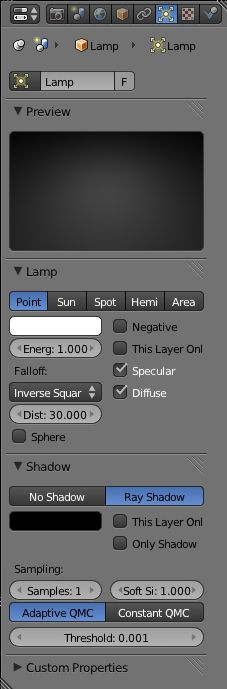 Lamp Lamp
Lamp F
Preview
Lamp
Point Sun Spot Hemi Area
Negative
Energ: 1.000 This Layer Onl
Falloff: Specular
Inverse Squar Diffuse
Dist: 30.000
Sphere
Shadow
No Shadow Ray Shadow
This Layer Onl
Only Shadow
Sampling:
Samples: 1 Soft Si: 1.000
Adaptive QMC Constant QMC
Threshold: 0.001
Custom Properties